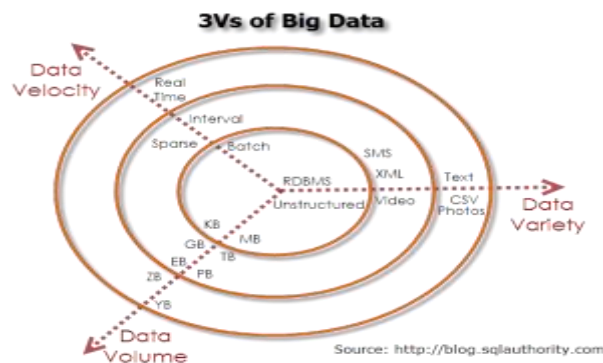 3Vs of Big Data
Data
Velocity
Real
Time
Interval
Sparse
Batch
SMS
RDBMS
XML
Text
Unstructured
Video
CSV
Photos
Data
Variety
KB
MB
GB
TB
EB
PB
ZB
YB
Data
Volume
Source: http://blog.sqlauthority.com